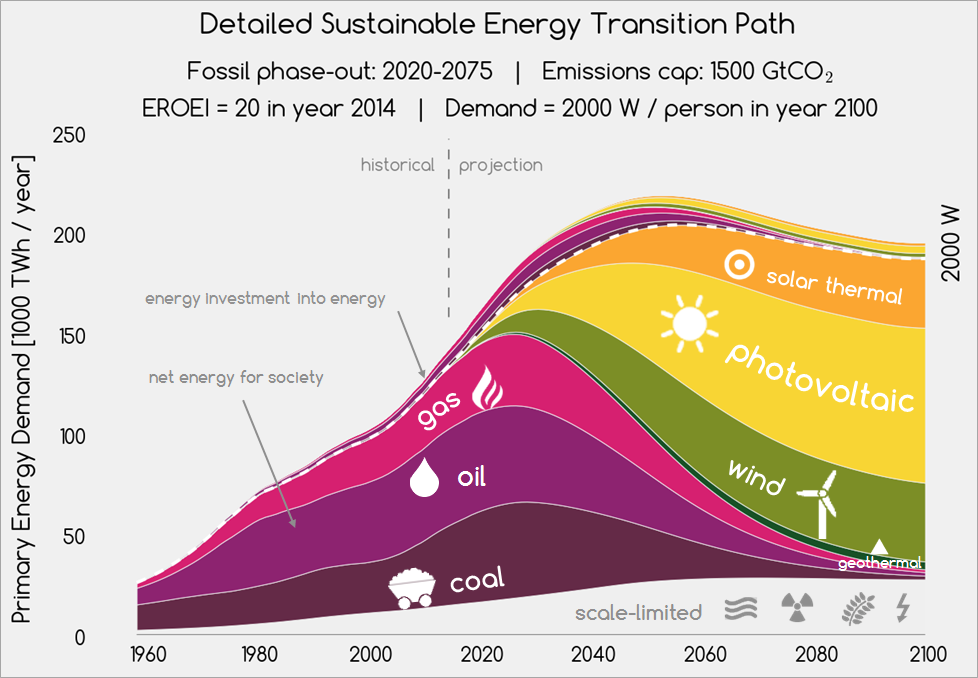 Detailed Sustainable Energy Transition Path
Fossil phase-out: 2020-2075 | Emissions cap: 1500 GtCO₂
EROEI = 20 in year 2014 | Demand = 2000 W / person in year 2100
Primary Energy Demand [1000 TWh / year]
250
200
150
100
50
0
historical
projection
2000 W
energy investment into energy
net energy for society
solar thermal
photovoltaic
gas
oil
wind
geothermal
coal
scale-limited
1960 1980 2000 2020 2040 2060 2080 2100